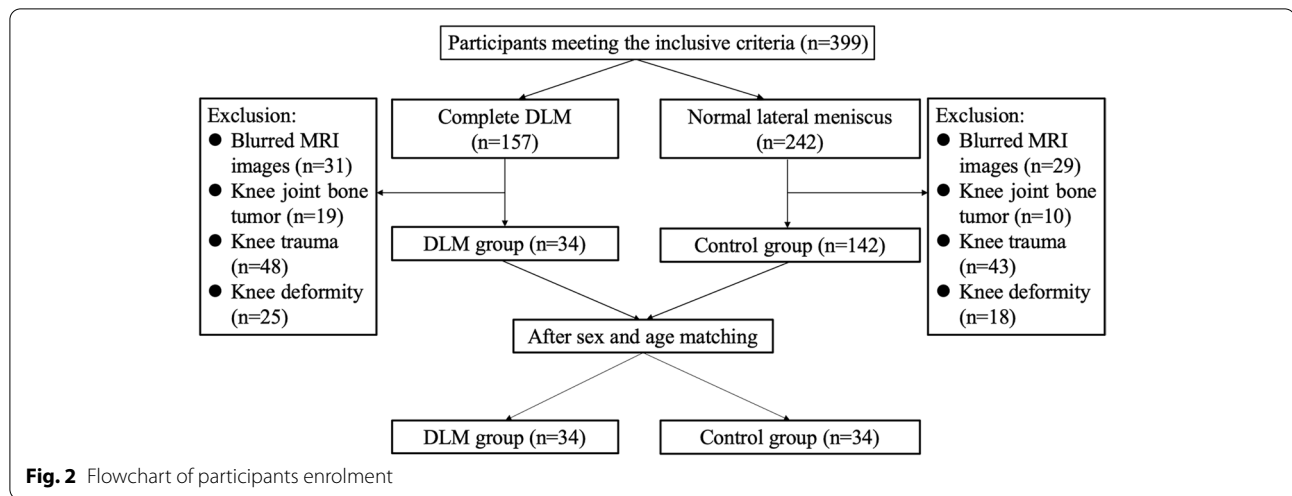 Participants meeting the inclusive criteria (n=399)
Exclusion:
● Blurred MRI
images (n=31)
● Knee joint bone
tumor (n=19)
● Knee trauma
(n=48)
● Knee deformity
(n=25)
Complete DLM
(n=157)
Normal lateral meniscus
(n=242)
Exclusion:
● Blurred MRI
images (n=29)
● Knee joint bone
tumor (n=10)
● Knee trauma
(n=43)
● Knee deformity
(n=18)
DLM group (n=34)
Control group (n=142)
After sex and age matching
DLM group (n=34)
Control group (n=34)
Fig. 2 Flowchart of participants enrolment